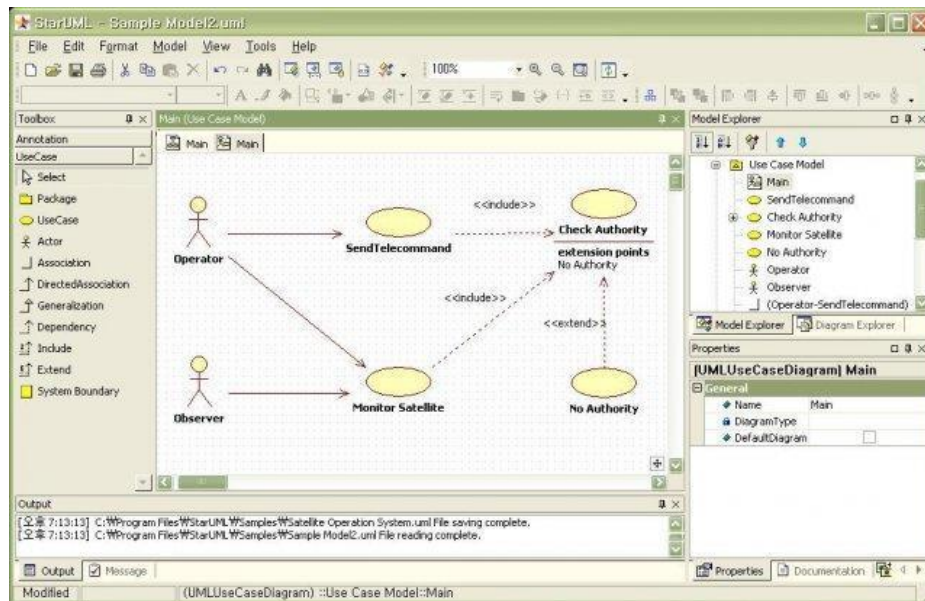 StarUML - Sample Model2.uml
File Edit Format Model View Tools Help
100%
Toolbox
Annotation
UseCase
Select
Package
UseCase
Actor
Association
DirectedAssociation
Generalization
Dependency
Include
Extend
System Boundary
Main (Use Case Model)
Main Main
Operator
SendTelecommand
<<include>>
Check Authority
extension points
No Authority
<<include>>
<<extend>>
Observer
Monitor Satellite
No Authority
Model Explorer
Use Case Model
Main
SendTelecommand
Check Authority
Monitor Satellite
No Authority
Operator
Observer
(Operator-SendTelecommand)
Model Explorer Diagram Explorer
Properties
[UMLUseCaseDiagram] Main
General
Name Main
DiagramType
DefaultDiagram
Properties Documentation
Output
[오후 7:13:13] C:₩Program Files₩StarUML₩Samples₩Satellite Operation System.uml File saving complete.
[오후 7:13:13] C:₩Program Files₩StarUML₩Samples₩Sample Model2.uml File reading complete.
Output Message
Modified (UMLUseCaseDiagram) ::Use Case Model::Main